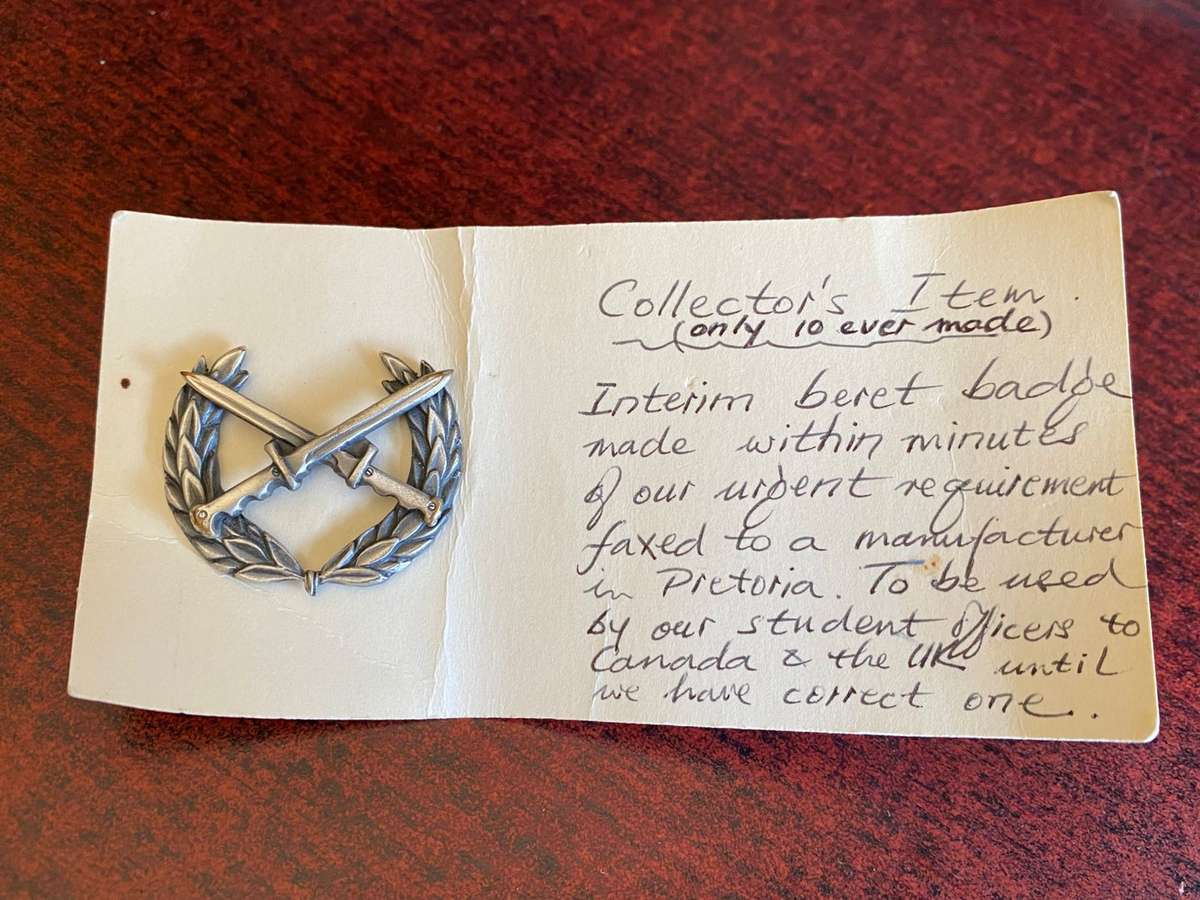 Collector's Item.
(only 10 ever made)
Interim beret badge
made within minutes
of our urgent requirement
faxed to a manufacturer
in Pretoria. To be used
by our student officers to
Canada & the UK until
we have correct one.